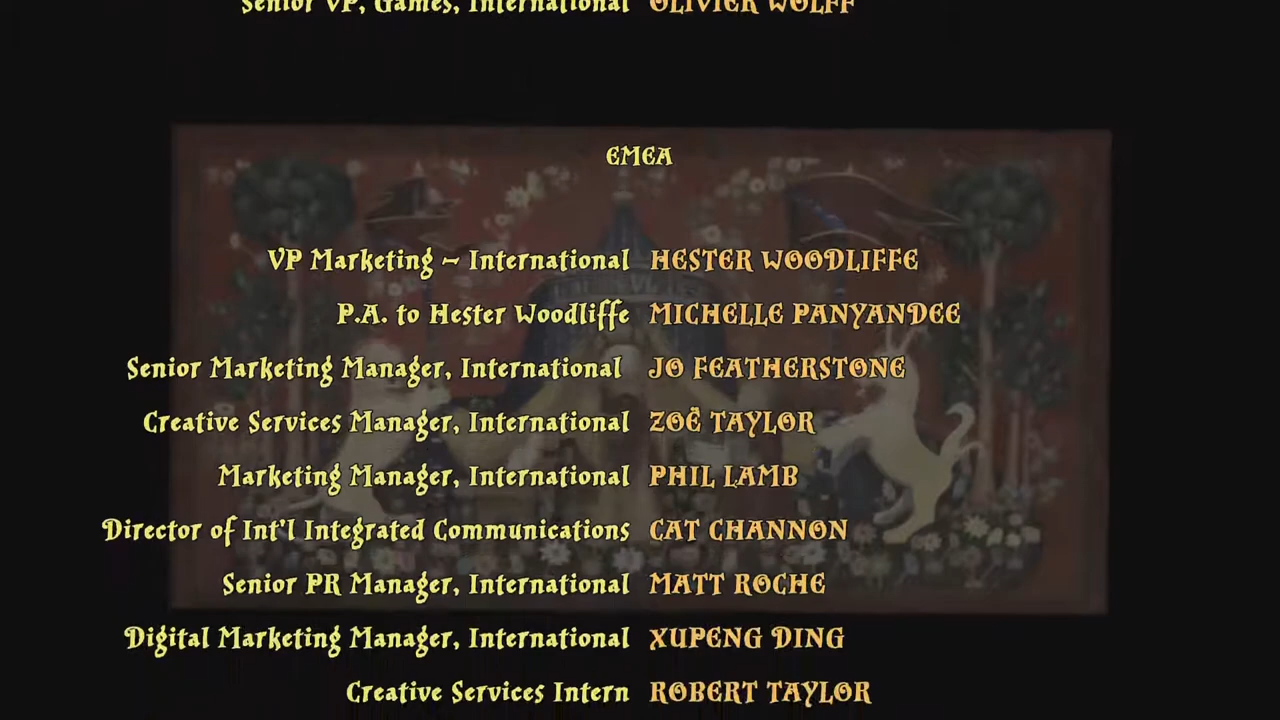 Senior VP, Games, International OLIVIER WOLFF
EMEA
VP Marketing ~ International HESTER WOODLIFFE
P.A. to Hester Woodliffe MICHELLE PANYANDEE
Senior Marketing Manager, International JO FEATHERSTONE
Creative Services Manager, International ZOË TAYLOR
Marketing Manager, International PHIL LAMB
Director of Int'l Integrated Communications CAT CHANNON
Senior PR Manager, International MATT ROCHE
Digital Marketing Manager, International XUPENG DING
Creative Services Intern ROBERT TAYLOR